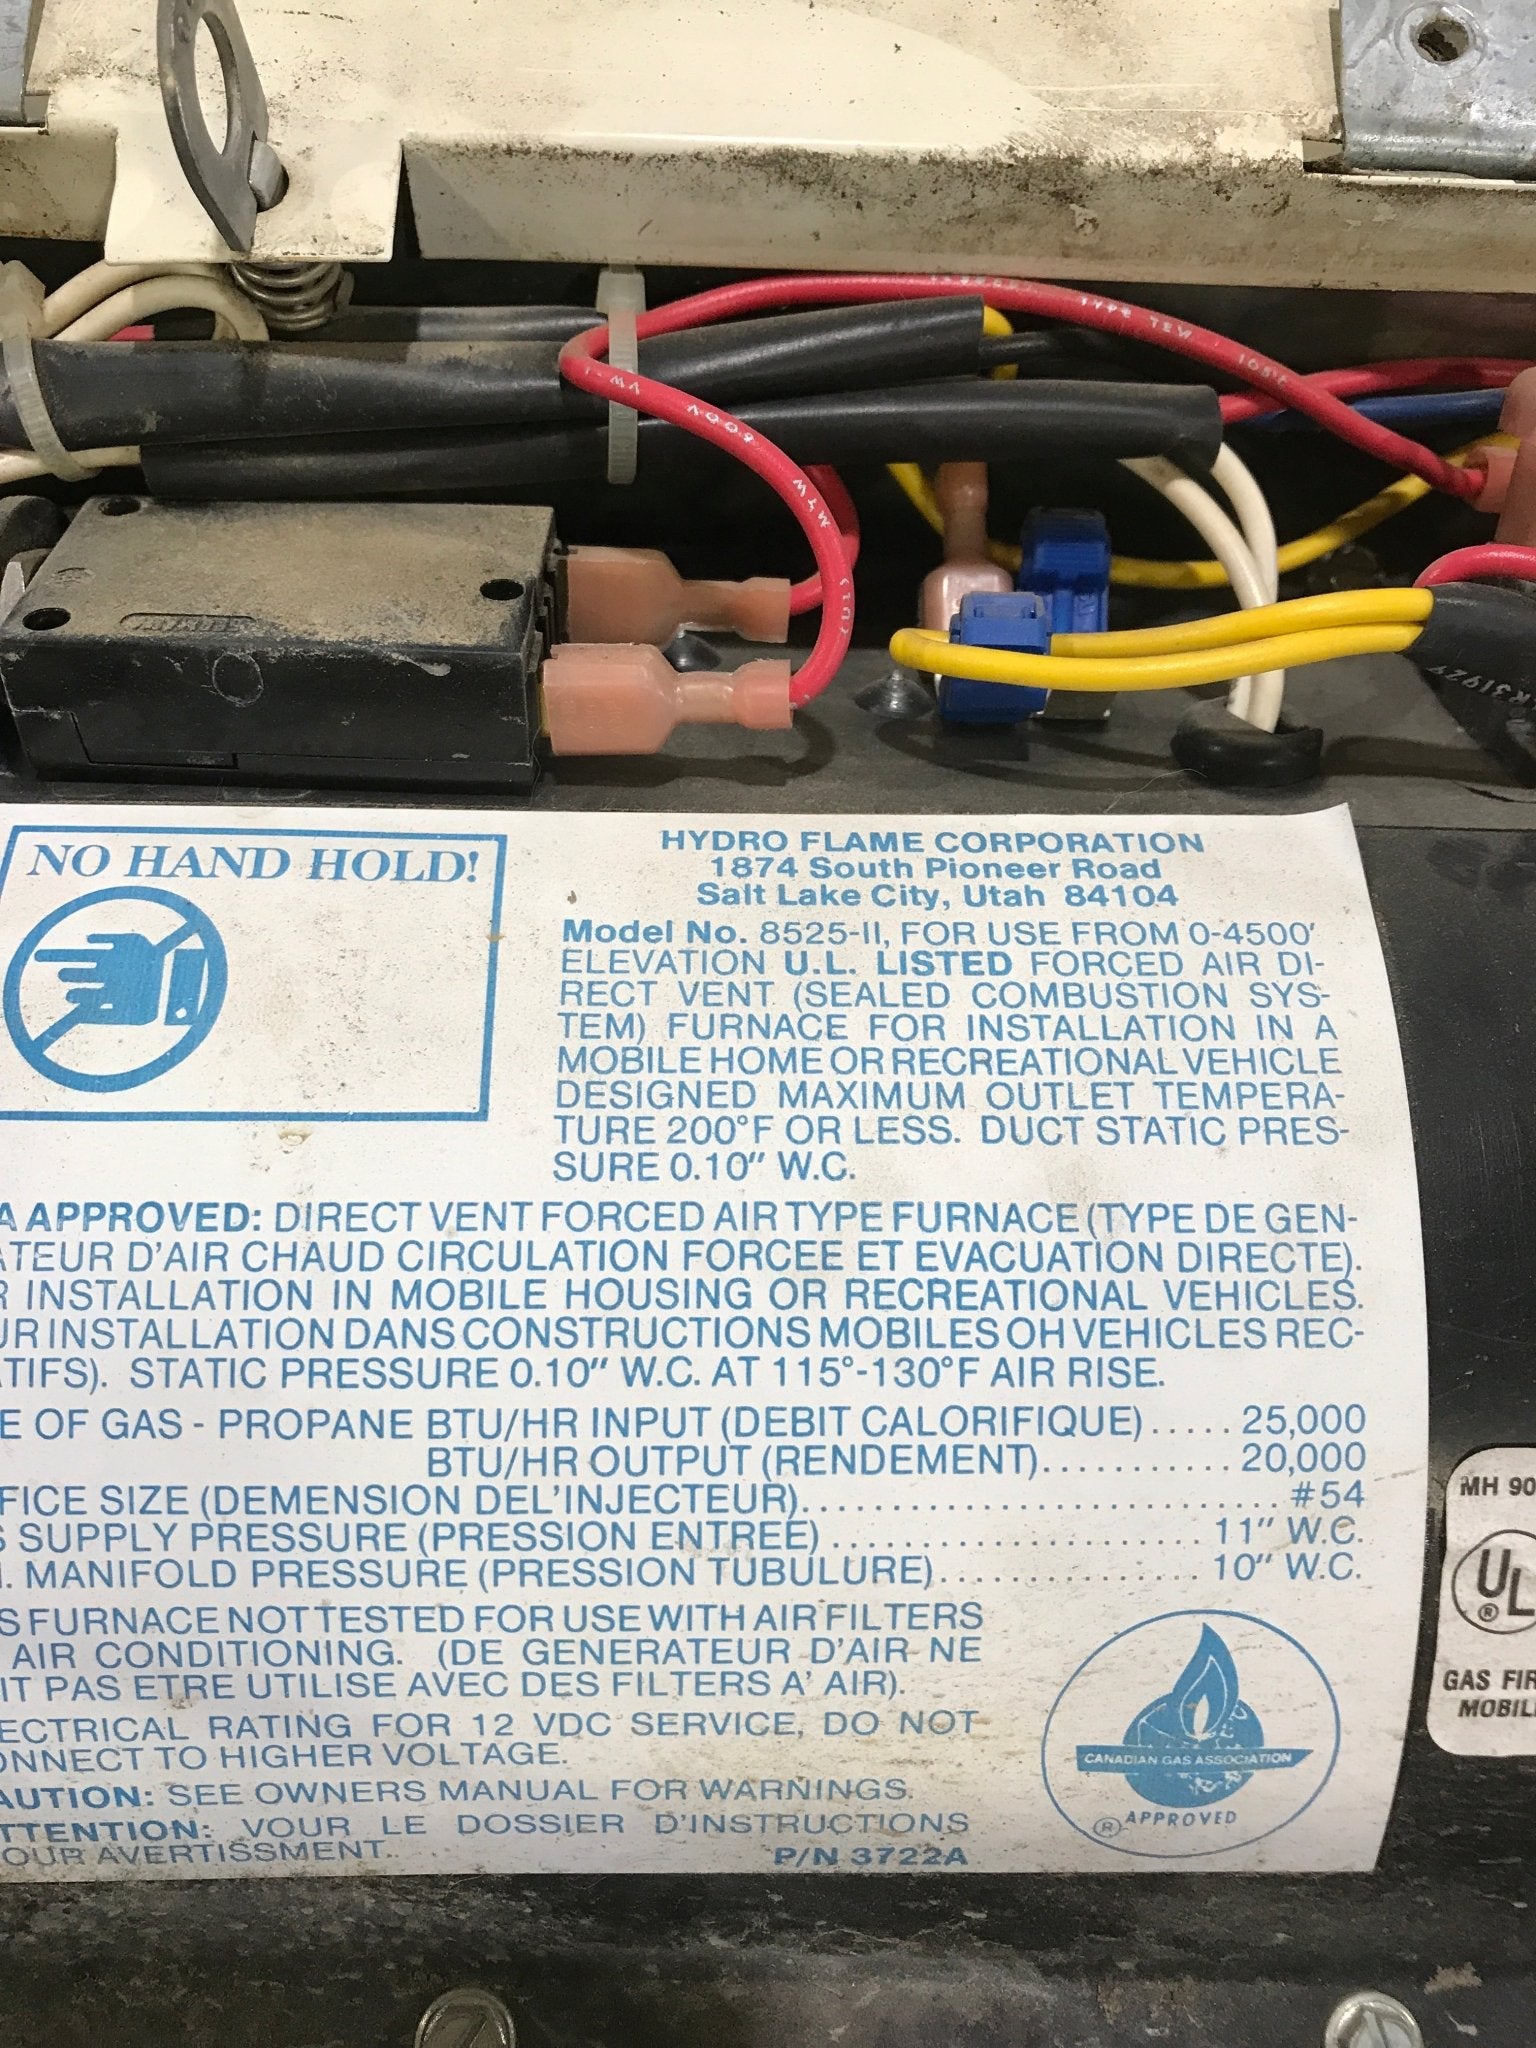 TYPE TEW
105°
600V
MTW
NO HAND HOLD!
HYDRO FLAME CORPORATION
1874 South Pioneer Road
Salt Lake City, Utah 84104
Model No. 8525-II, FOR USE FROM 0-4500'
ELEVATION U.L. LISTED FORCED AIR DI-
RECT VENT (SEALED COMBUSTION SYS-
TEM) FURNACE FOR INSTALLATION IN A
MOBILE HOME OR RECREATIONAL VEHICLE
DESIGNED MAXIMUM OUTLET TEMPERA-
TURE 200°F OR LESS. DUCT STATIC PRES-
SURE 0.10" W.C.
A APPROVED: DIRECT VENT FORCED AIR TYPE FURNACE (TYPE DE GEN-
ATEUR D'AIR CHAUD CIRCULATION FORCEE ET EVACUATION DIRECTE).
R INSTALLATION IN MOBILE HOUSING OR RECREATIONAL VEHICLES.
UR INSTALLATION DANS CONSTRUCTIONS MOBILES OH VEHICLES REC-
TIFS). STATIC PRESSURE 0.10" W.C. AT 115°-130°F AIR RISE.
E OF GAS - PROPANE BTU/HR INPUT (DEBIT CALORIFIQUE)..... 25,000
BTU/HR OUTPUT (RENDEMENT)........... 20,000
FICE SIZE (DEMENSION DEL'INJECTEUR)............................ #54
S SUPPLY PRESSURE (PRESSION ENTREE) ...................... 11" W.C.
. MANIFOLD PRESSURE (PRESSION TUBULURE)............... 10" W.C.
S FURNACE NOT TESTED FOR USE WITH AIR FILTERS
AIR CONDITIONING. (DE GENERATEUR D'AIR NE
IT PAS ETRE UTILISE AVEC DES FILTERS A' AIR).
ECTRICAL RATING FOR 12 VDC SERVICE, DO NOT
ONNECT TO HIGHER VOLTAGE.
AUTION: SEE OWNERS MANUAL FOR WARNINGS.
TTENTION: VOUR LE DOSSIER D'INSTRUCTIONS
OUR AVERTISSMENT.
P/N 3722A
CANADIAN GAS ASSOCIATION
® APPROVED
MH 90
UL
®
GAS FIR
MOBIL